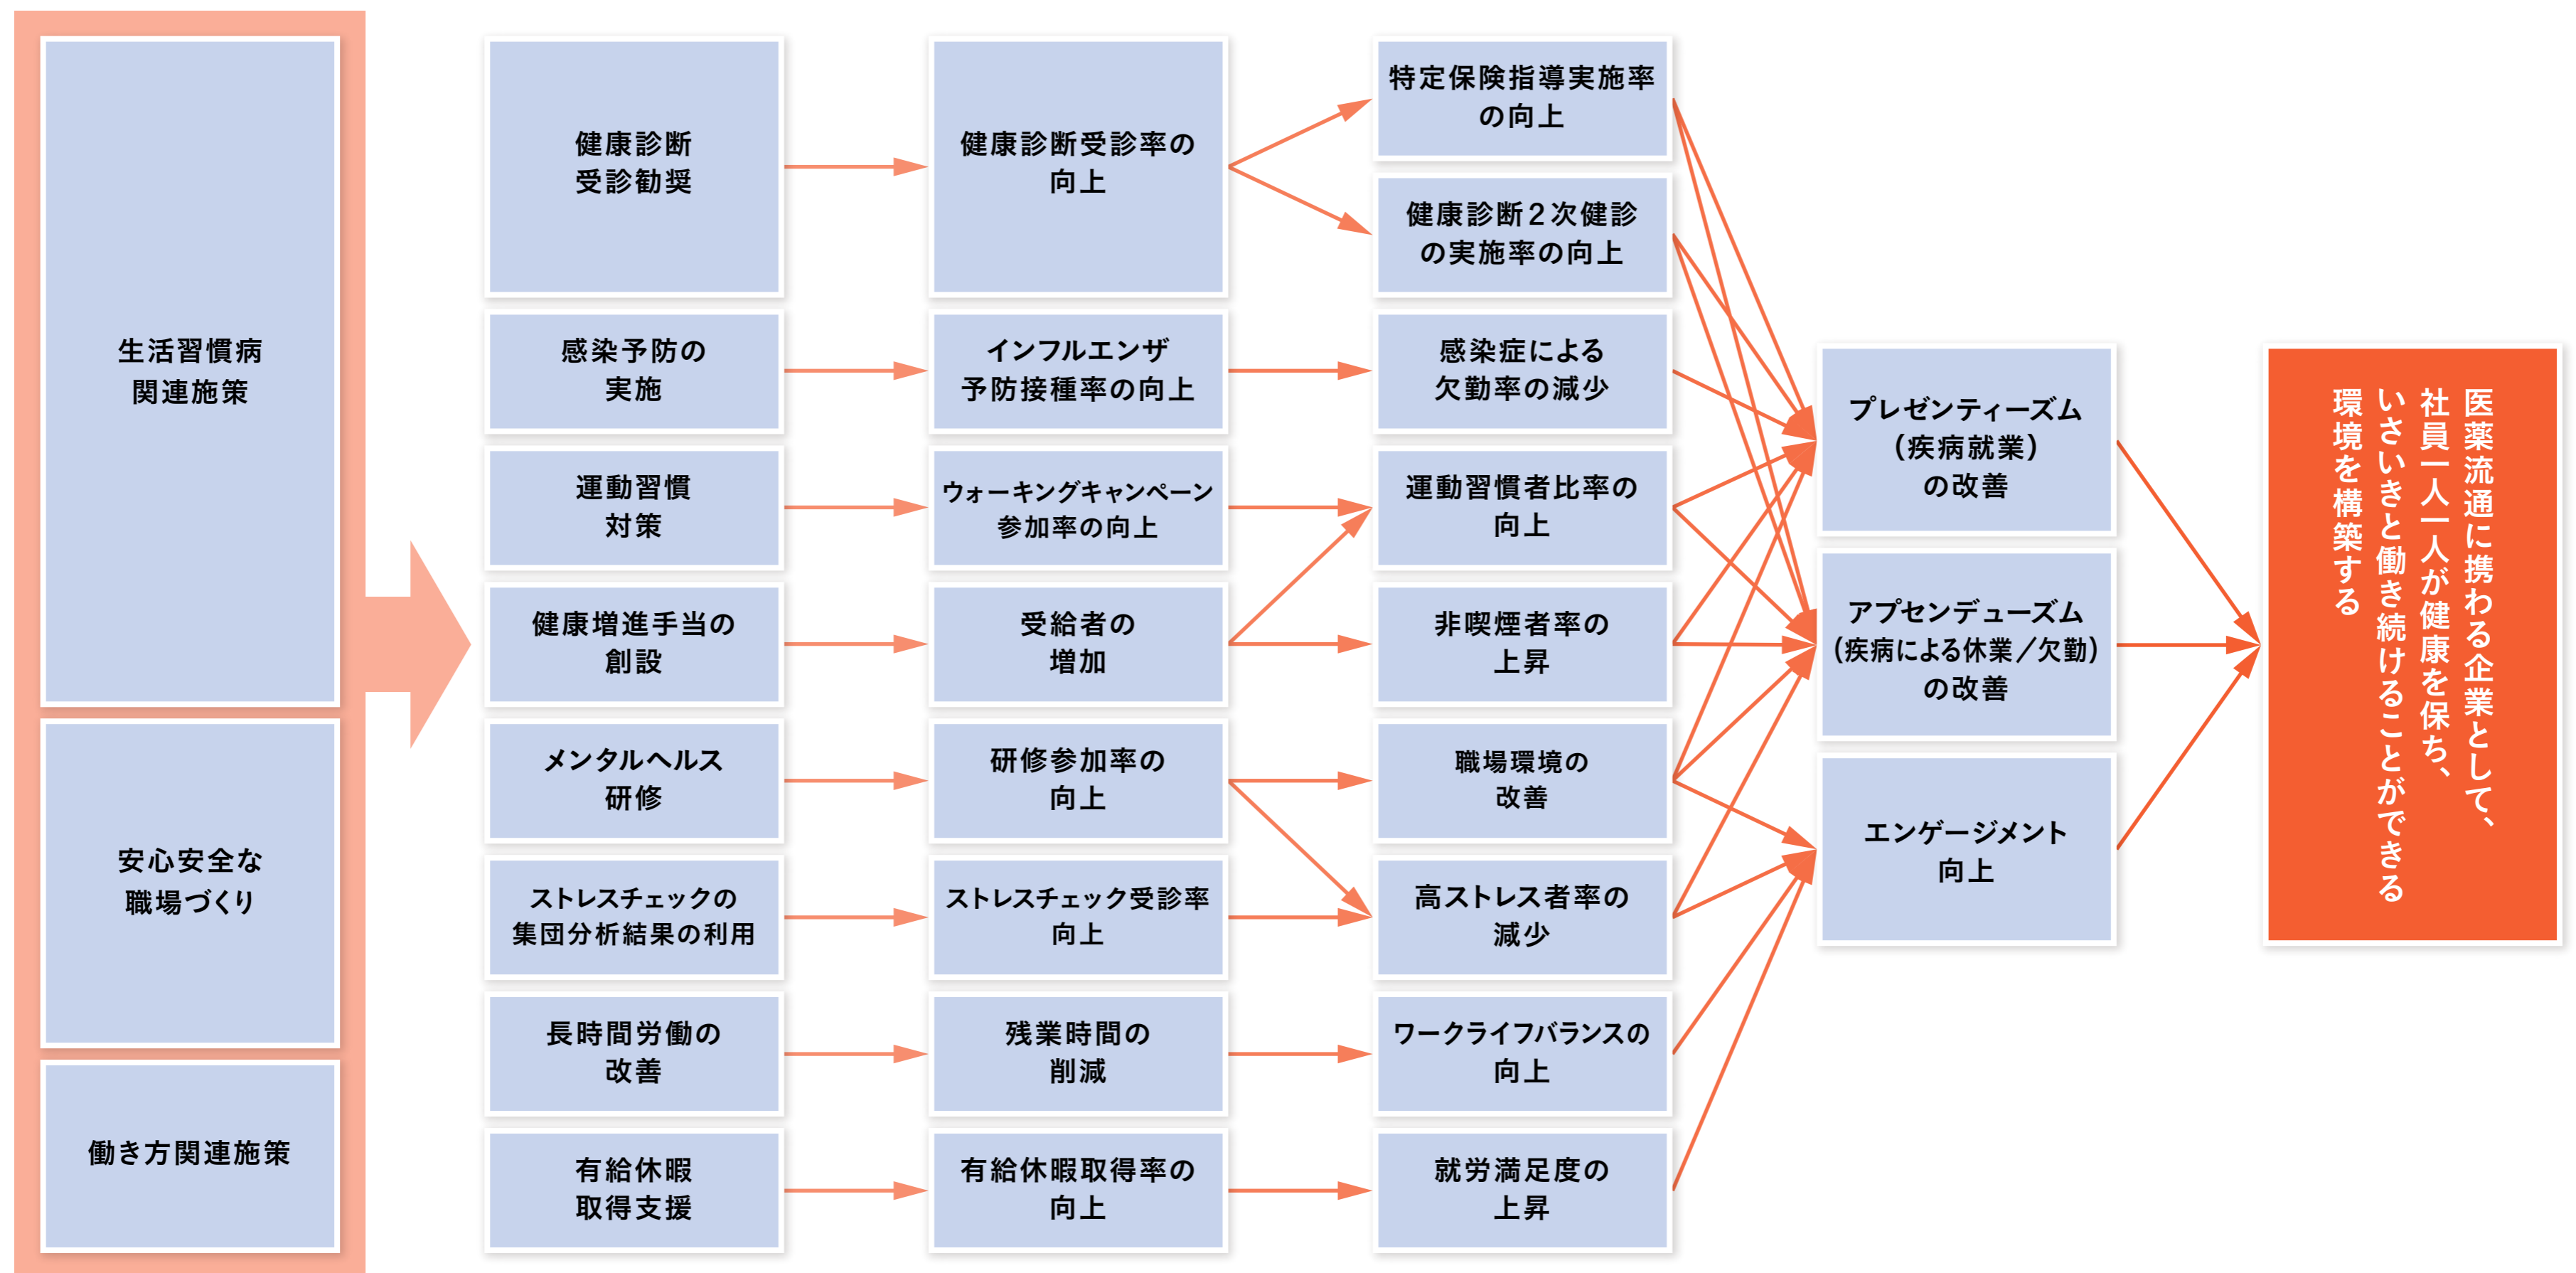 生活習慣病
関連施策
安心安全な
職場づくり
働き方関連施策
健康診断
受診勧奨
感染予防の
実施
運動習慣
対策
健康増進手当の
創設
メンタルヘルス
研修
ストレスチェックの
集団分析結果の利用
長時間労働の
改善
有給休暇
取得支援
健康診断受診率の
向上
インフルエンザ
予防接種率の向上
ウォーキングキャンペーン
参加率の向上
受給者の
増加
研修参加率の
向上
ストレスチェック受診率
向上
残業時間の
削減
有給休暇取得率の
向上
特定保険指導実施率
の向上
健康診断2次健診
の実施率の向上
感染症による
欠勤率の減少
運動習慣者比率の
向上
非喫煙者率の
上昇
職場環境の
改善
高ストレス者率の
減少
ワークライフバランスの
向上
就労満足度の
上昇
プレゼンティーズム
(疾病就業)
の改善
アプセンデューズム
(疾病による休業/欠勤)
の改善
エンゲージメント
向上
医薬流通に携わる企業として、
社員一人一人が健康を保ち、
いさいきと働き続けることができる
環境を構築する